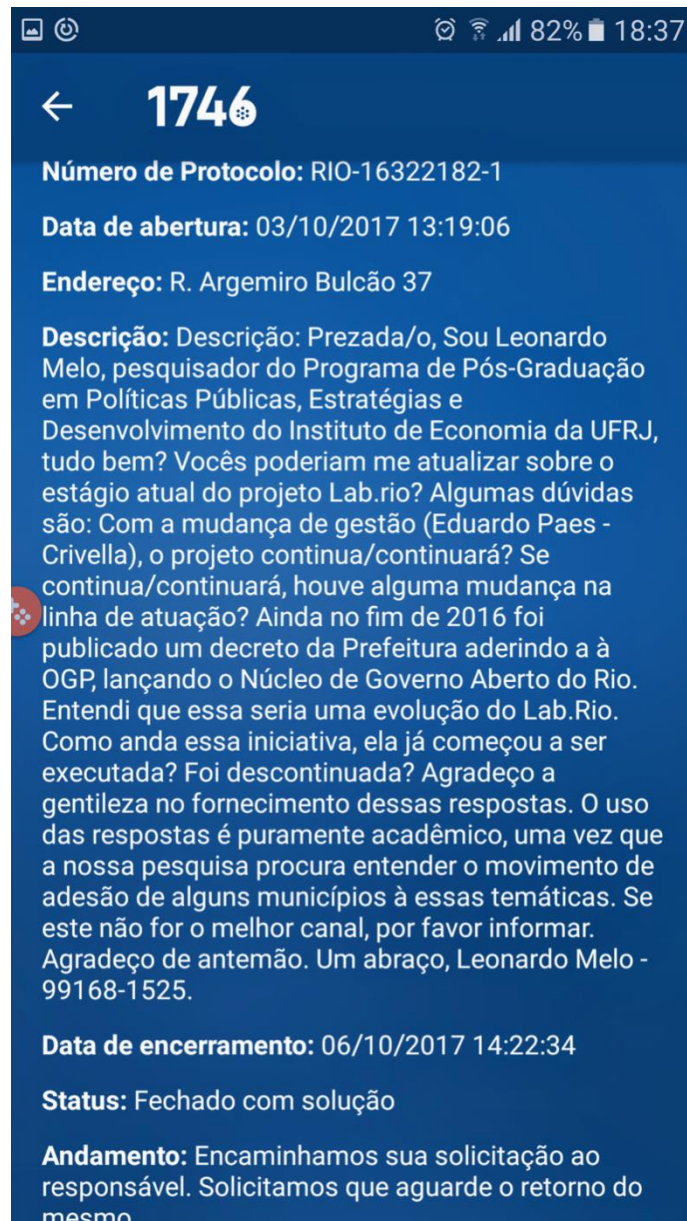 82% 18:37
1746
Número de Protocolo: RIO-16322182-1
Data de abertura: 03/10/2017 13:19:06
Endereço: R. Argemiro Bulcão 37
Descrição: Descrição: Prezada/o, Sou Leonardo
Melo, pesquisador do Programa de Pós-Graduação
em Políticas Públicas, Estratégias e
Desenvolvimento do Instituto de Economia da UFRJ,
tudo bem? Vocês poderiam me atualizar sobre o
estágio atual do projeto Lab.rio? Algumas dúvidas
são: Com a mudança de gestão (Eduardo Paes -
Crivella), o projeto continua/continuará? Se
continua/continuará, houve alguma mudança na
linha de atuação? Ainda no fim de 2016 foi
publicado um decreto da Prefeitura aderindo a à
OGP, lançando o Núcleo de Governo Aberto do Rio.
Entendi que essa seria uma evolução do Lab.Rio.
Como anda essa iniciativa, ela já começou a ser
executada? Foi descontinuada? Agradeço a
gentileza no fornecimento dessas respostas. O uso
das respostas é puramente acadêmico, uma vez que
a nossa pesquisa procura entender o movimento de
adesão de alguns municípios à essas temáticas. Se
este não for o melhor canal, por favor informar.
Agradeço de antemão. Um abraço, Leonardo Melo -
99168-1525.
Data de encerramento: 06/10/2017 14:22:34
Status: Fechado com solução
Andamento: Encaminhamos sua solicitação ao
responsável. Solicitamos que aguarde o retorno do
mesmo